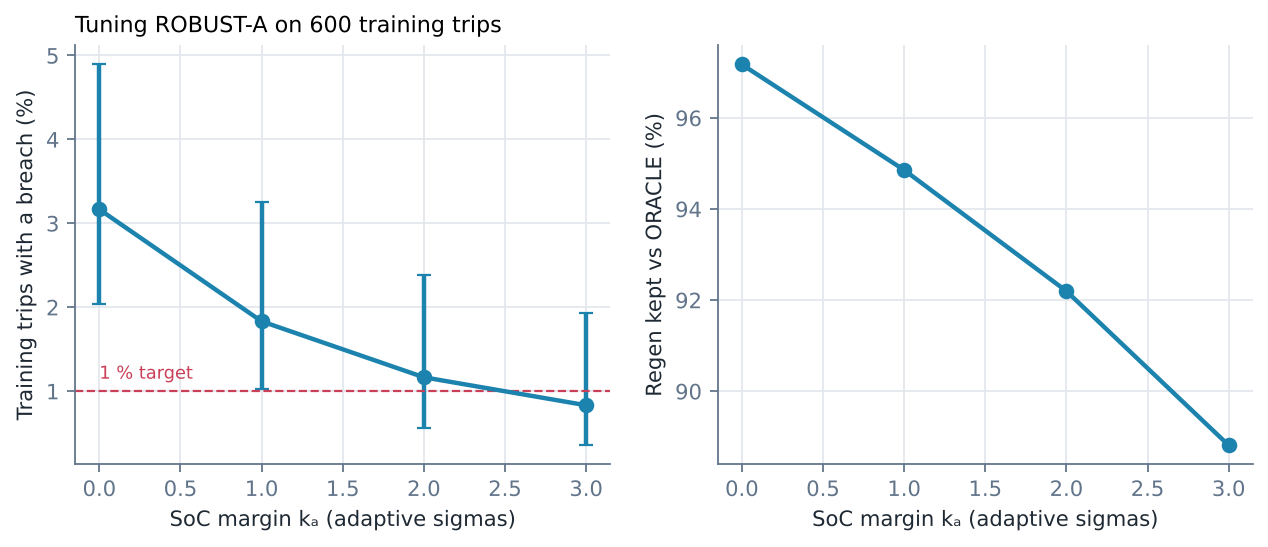 Tuning ROBUST-A on 600 training trips
Training trips with a breach (%)
5
4
3
2
1
1 % target
0.0 0.5 1.0 1.5 2.0 2.5 3.0
SoC margin kₐ (adaptive sigmas)
Regen kept vs ORACLE (%)
96
94
92
90
0.0 0.5 1.0 1.5 2.0 2.5 3.0
SoC margin kₐ (adaptive sigmas)